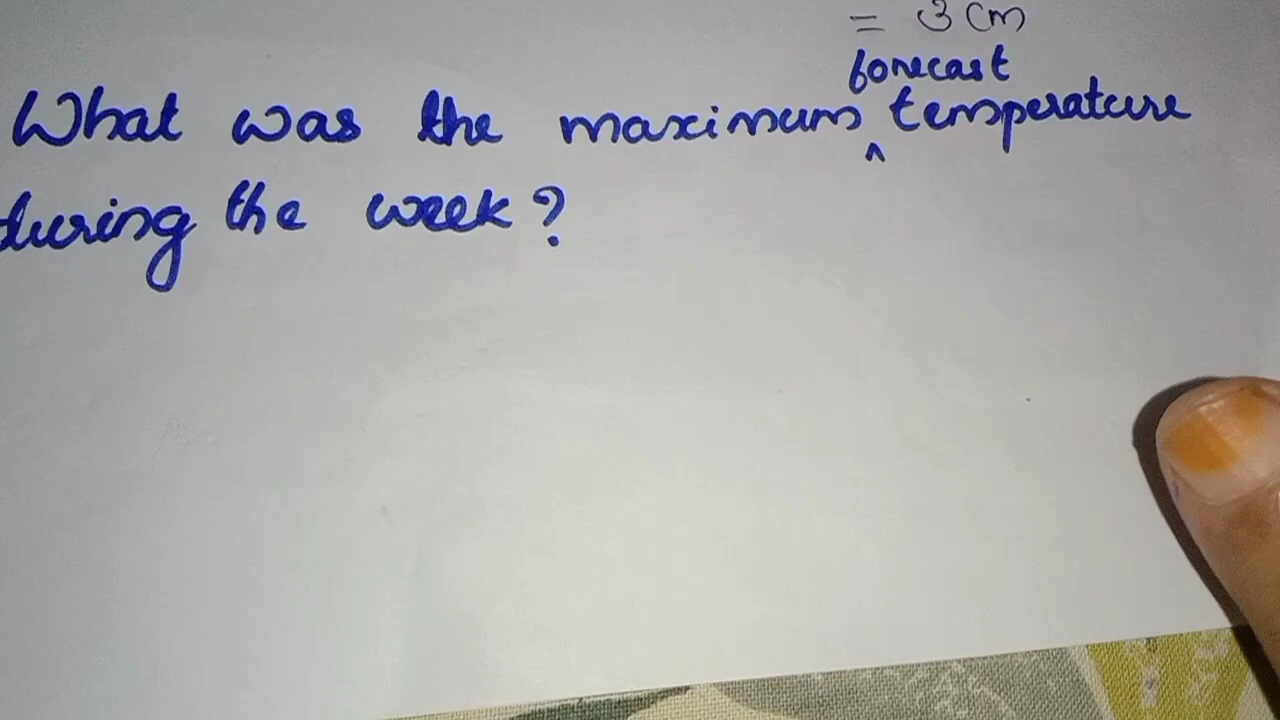 = 3 cm
forecast
What was the maximum ^ temperature
during the week?